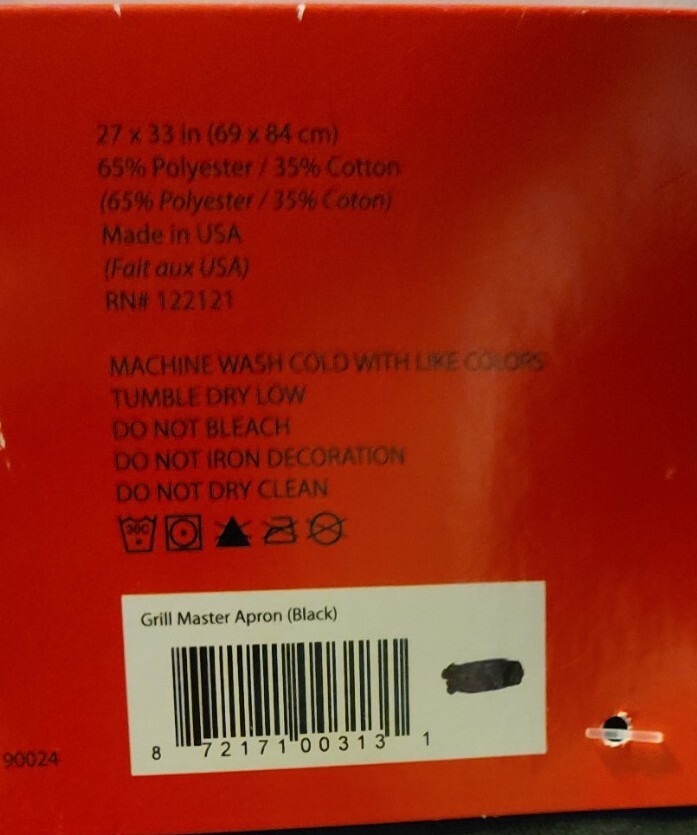 27 x 33 in (69 x 84 cm)
65% Polyester / 35% Cotton
(65% Polyester / 35% Coton)
Made in USA
(Fait aux USA)
RN# 122121
MACHINE WASH COLD WITH LIKE COLORS
TUMBLE DRY LOW
DO NOT BLEACH
DO NOT IRON DECORATION
DO NOT DRY CLEAN
30C
Grill Master Apron (Black)
8 72171 00313 1
90024